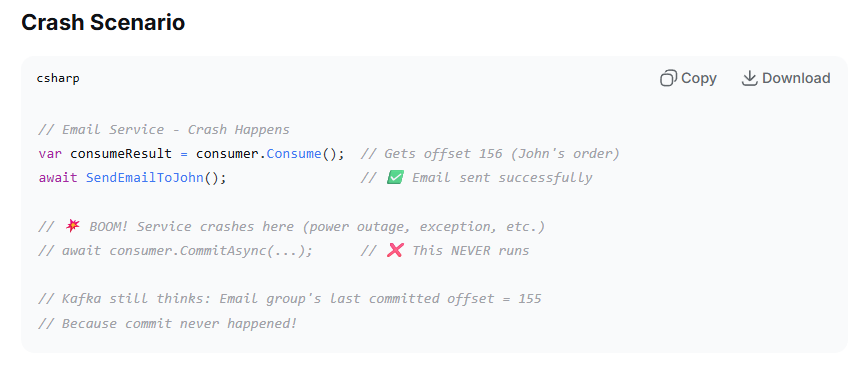 Crash Scenario
csharp Copy Download
// Email Service - Crash Happens
var consumeResult = consumer.Consume();  // Gets offset 156 (John's order)
await SendEmailToJohn();                 // ✅ Email sent successfully
// 💥 BOOM! Service crashes here (power outage, exception, etc.)
// await consumer.CommitAsync(...);      // ❌ This NEVER runs
// Kafka still thinks: Email group's last committed offset = 155
// Because commit never happened!